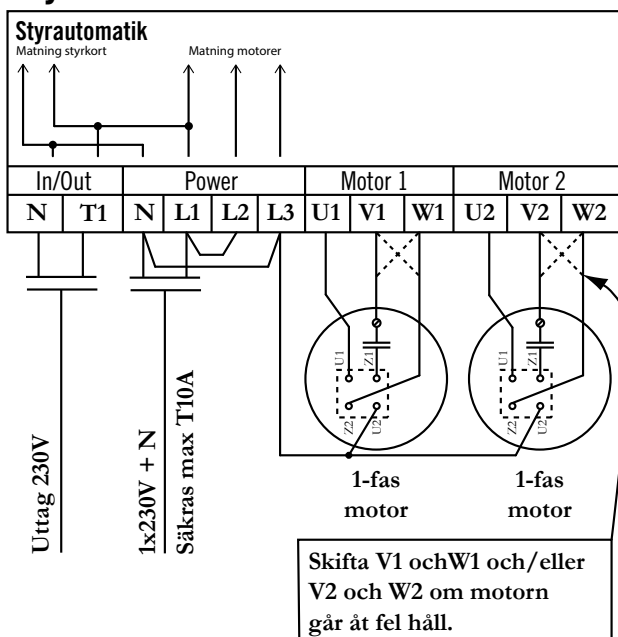 Styrautomatik
Matning styrkort Matning motorer
In/Out Power Motor 1 Motor 2
N T1 N L1 L2 L3 U1 V1 W1 U2 V2 W2
U1 Z1 U1 Z1
Z2 U2 Z2 U2
Uttag 230V
1x230V + N
Säkras max T10A
1-fas
motor
1-fas
motor
Skifta V1 ochW1 och/eller
V2 och W2 om motorn
går åt fel håll.